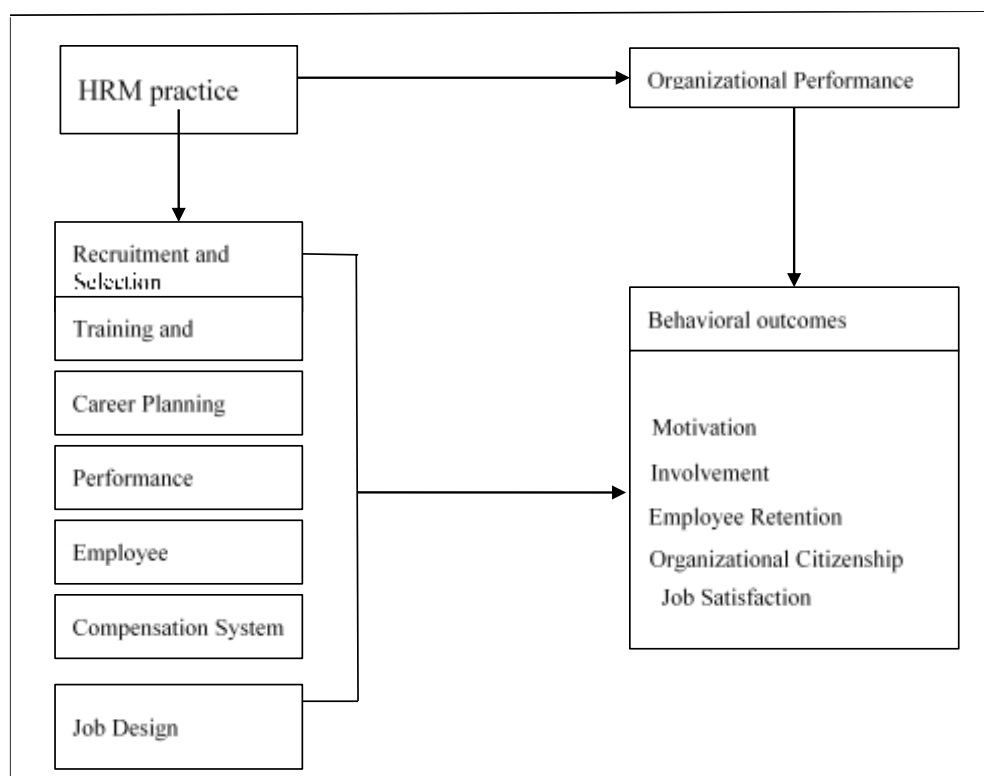 HRM practice
Organizational Performance
Recruitment and
Selection
Training and
Career Planning
Performance
Employee
Compensation System
Job Design
Behavioral outcomes
Motivation
Involvement
Employee Retention
Organizational Citizenship
Job Satisfaction